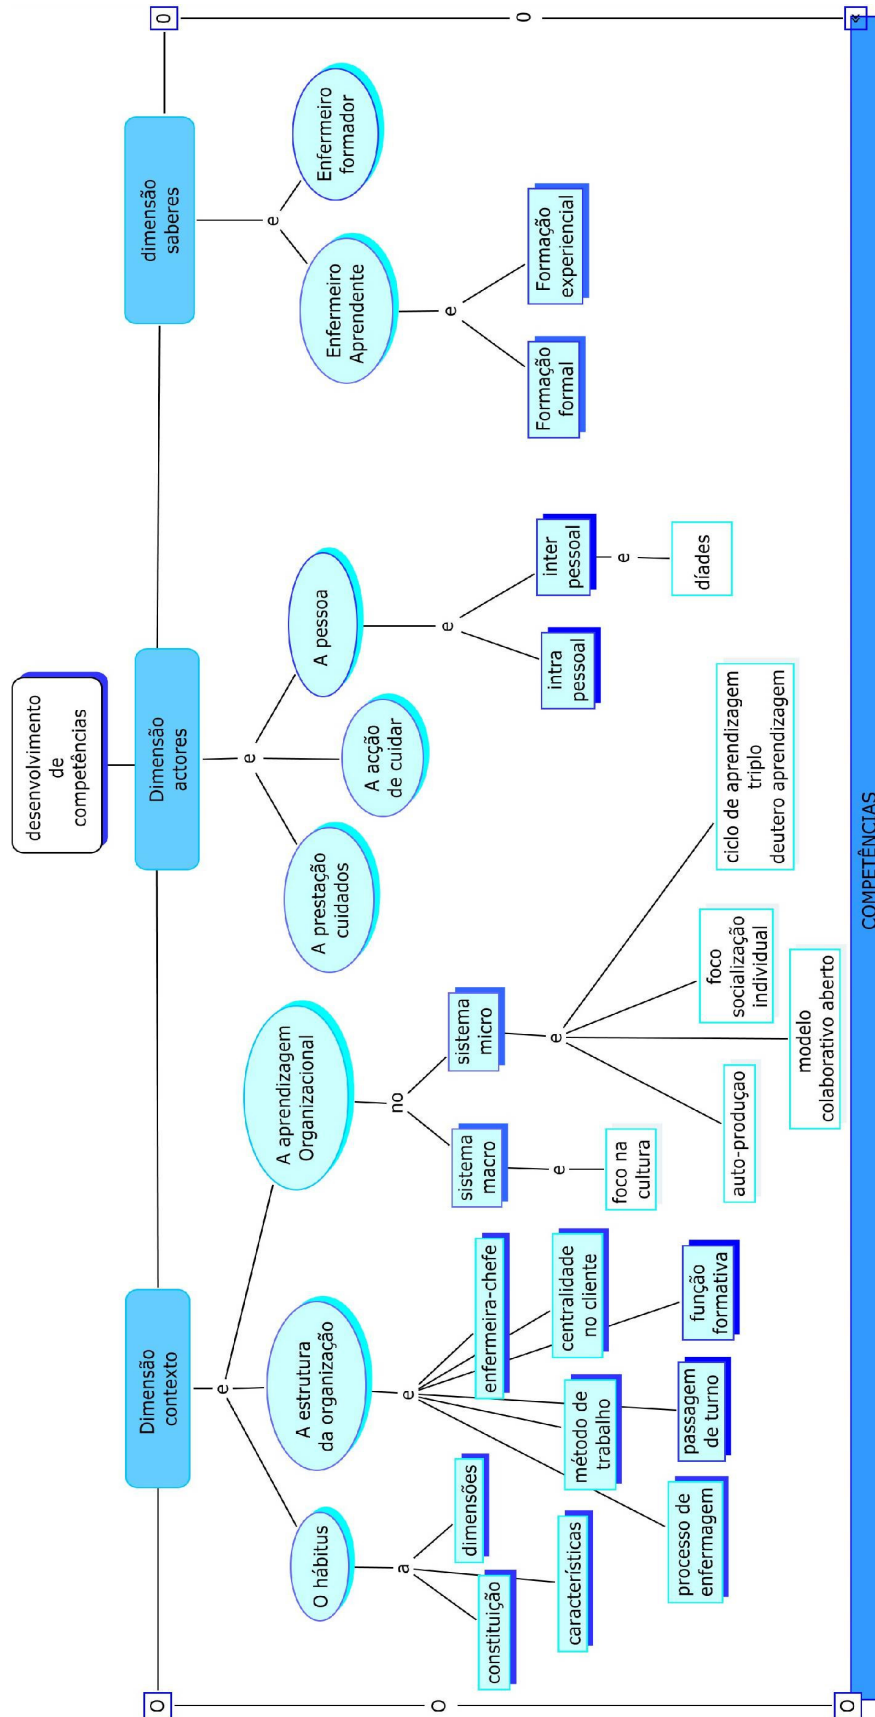 desenvolvimento
de
competências
O
Dimensão
contexto
Dimensão
actores
dimensão
saberes
0
e
O hábitus
A estrutura
da organização
A aprendizagem
Organizacional
e
A prestação
cuidados
A acção
de cuidar
A pessoa
e
Enfermeiro
Aprendente
Enfermeiro
formador
O
a
constituição
características
dimensões
e
processo de
enfermagem
método de
trabalho
passagem
de turno
enfermeira-chefe
centralidade
no cliente
função
formativa
no
sistema
macro
e
foco na
cultura
sistema
micro
e
auto-produçao
modelo
colaborativo aberto
foco
socialização
individual
ciclo de aprendizagem
triplo
deutero aprendizagem
e
intra
pessoal
inter
pessoal
e
díades
e
Formação
formal
Formação
experiencial
0
O
COMPETÊNCIAS